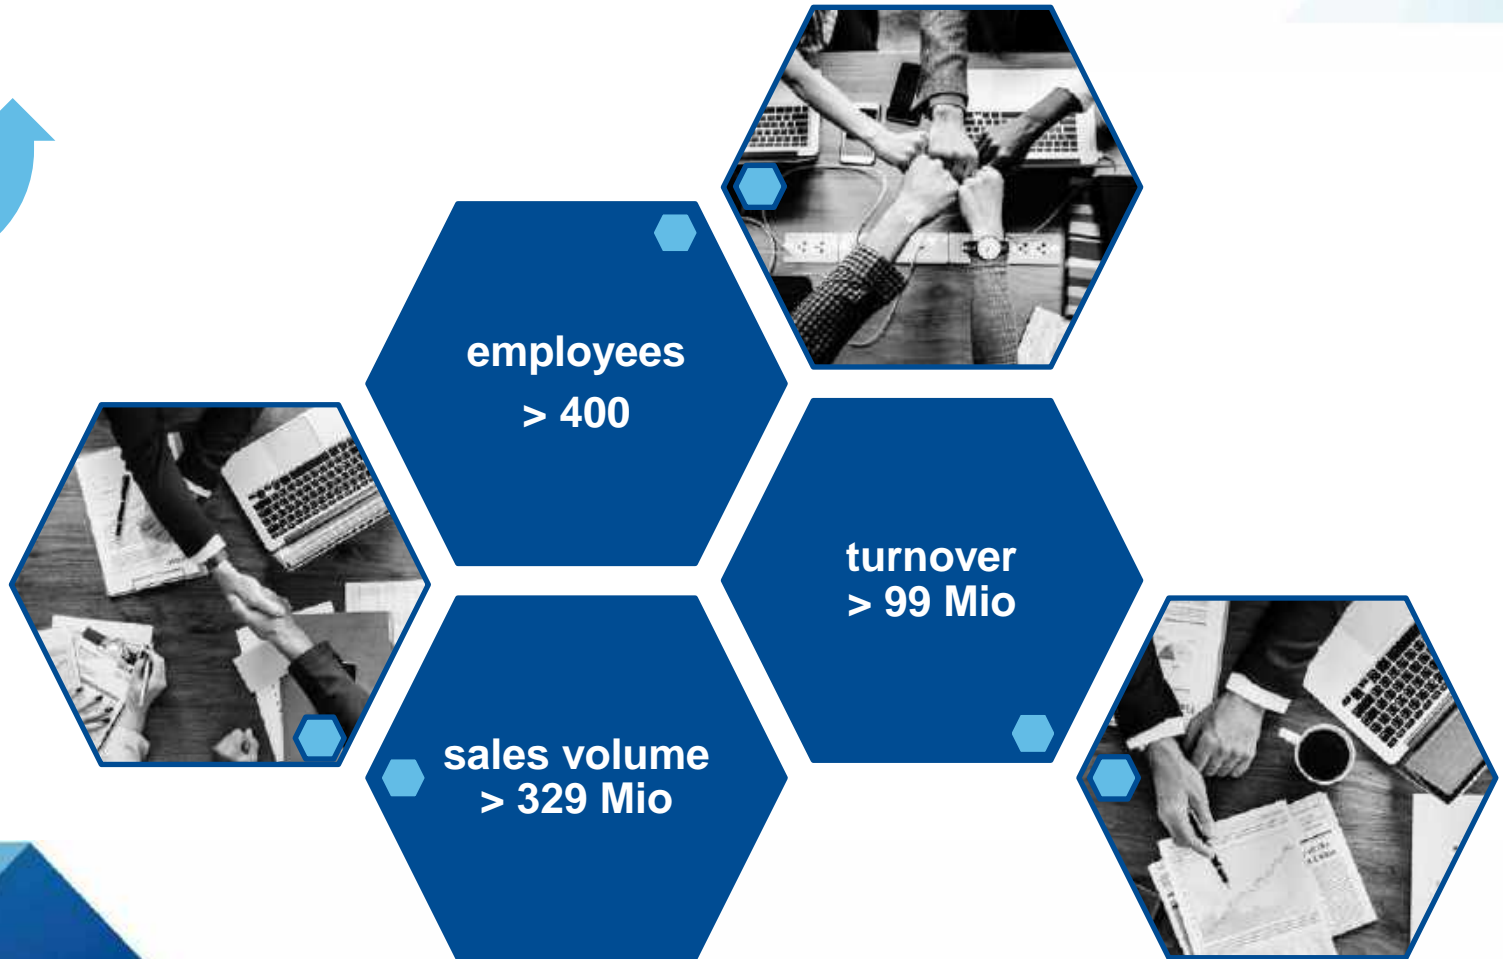 employees
> 400
turnover
> 99 Mio
sales volume
> 329 Mio